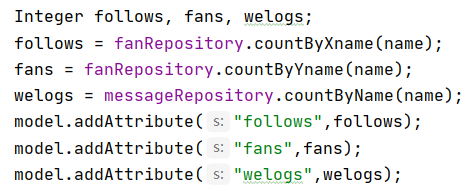 Integer follows, fans, welogs;
follows = fanRepository.countByXname(name);
fans = fanRepository.countByYname(name);
welogs = messageRepository.countByName(name);
model.addAttribute( s: "follows",follows);
model.addAttribute( s: "fans",fans);
model.addAttribute( s: "welogs",welogs);